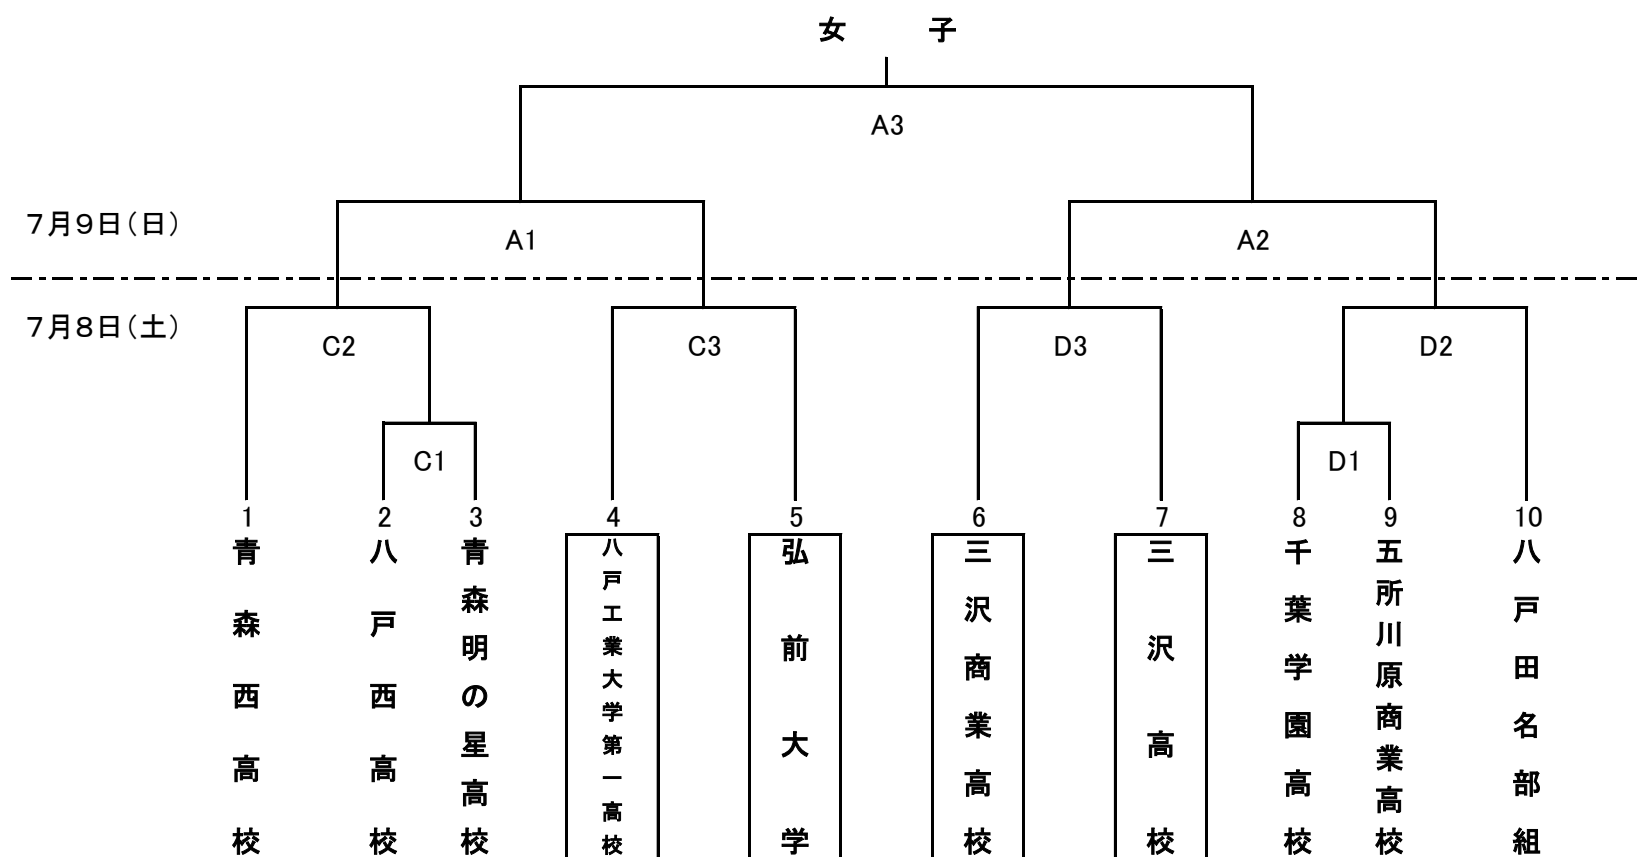 女 子
A3
７月９日（日）
A1
A2
７月８日（土）
C2
C3
D3
D2
C1
D1
1
2
3
4
5
6
7
8
9
10
青森西高校
八戸西高校
青森明の星高校
八戸工業大学第一高校
弘前大学
三沢商業高校
三沢高校
千葉学園高校
五所川原商業高校
八戸田名部組